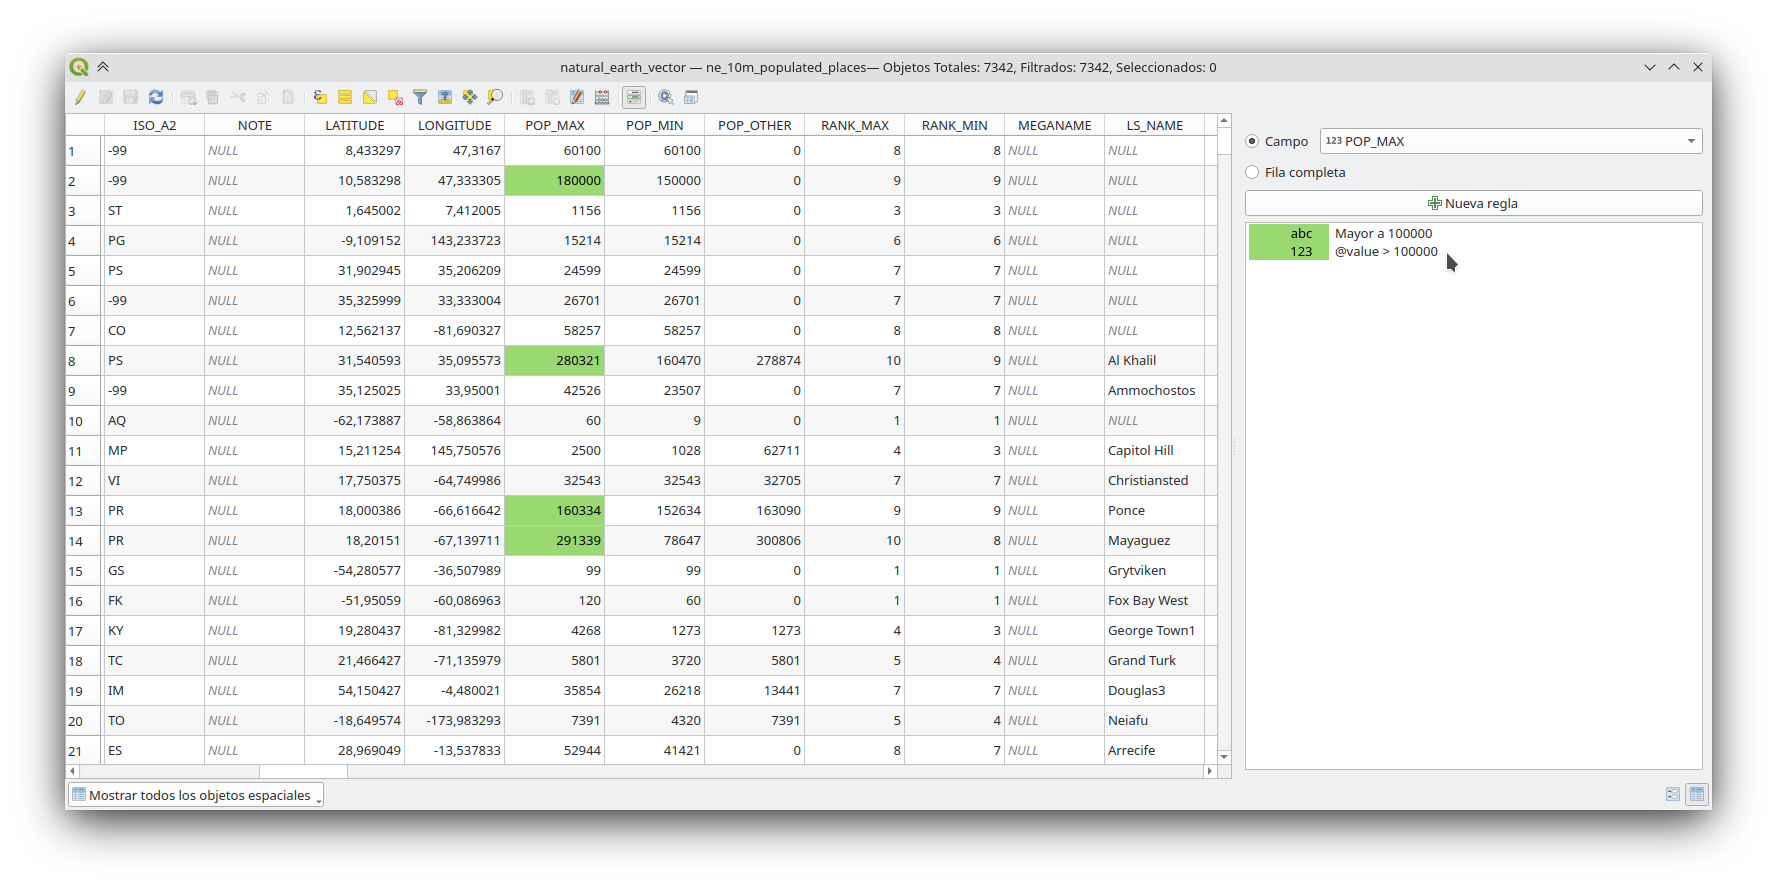 natural_earth_vector — ne_10m_populated_places— Objetos Totales: 7342, Filtrados: 7342, Seleccionados: 0
ISO_A2 NOTE LATITUDE LONGITUDE POP_MAX POP_MIN POP_OTHER RANK_MAX RANK_MIN MEGANAME LS_NAME
1 -99 NULL 8,433297 47,3167 60100 60100 0 8 8 NULL NULL
2 -99 NULL 10,583298 47,333305 180000 150000 0 9 9 NULL NULL
3 ST NULL 1,645002 7,412005 1156 1156 0 3 3 NULL NULL
4 PG NULL -9,109152 143,233723 15214 15214 0 6 6 NULL NULL
5 PS NULL 31,902945 35,206209 24599 24599 0 7 7 NULL NULL
6 -99 NULL 35,325999 33,333004 26701 26701 0 7 7 NULL NULL
7 CO NULL 12,562137 -81,690327 58257 58257 0 8 8 NULL NULL
8 PS NULL 31,540593 35,095573 280321 160470 278874 10 9 NULL Al Khalil
9 -99 NULL 35,125025 33,95001 42526 23507 0 7 7 NULL Ammochostos
10 AQ NULL -62,173887 -58,863864 60 9 0 1 1 NULL NULL
11 MP NULL 15,211254 145,750576 2500 1028 62711 4 3 NULL Capitol Hill
12 VI NULL 17,750375 -64,749986 32543 32543 32705 7 7 NULL Christiansted
13 PR NULL 18,000386 -66,616642 160334 152634 163090 9 9 NULL Ponce
14 PR NULL 18,20151 -67,139711 291339 78647 300806 10 8 NULL Mayaguez
15 GS NULL -54,280577 -36,507989 99 99 0 1 1 NULL Grytviken
16 FK NULL -51,95059 -60,086963 120 60 0 1 1 NULL Fox Bay West
17 KY NULL 19,280437 -81,329982 4268 1273 1273 4 3 NULL George Town1
18 TC NULL 21,466427 -71,135979 5801 3720 5801 5 4 NULL Grand Turk
19 IM NULL 54,150427 -4,480021 35854 26218 13441 7 7 NULL Douglas3
20 TO NULL -18,649574 -173,983293 7391 4320 7391 5 4 NULL Neiafu
21 ES NULL 28,969049 -13,537833 52944 41421 0 8 7 NULL Arrecife
Mostrar todos los objetos espaciales
Campo 123 POP_MAX
Fila completa
Nueva regla
abc Mayor a 100000
123 @value > 100000